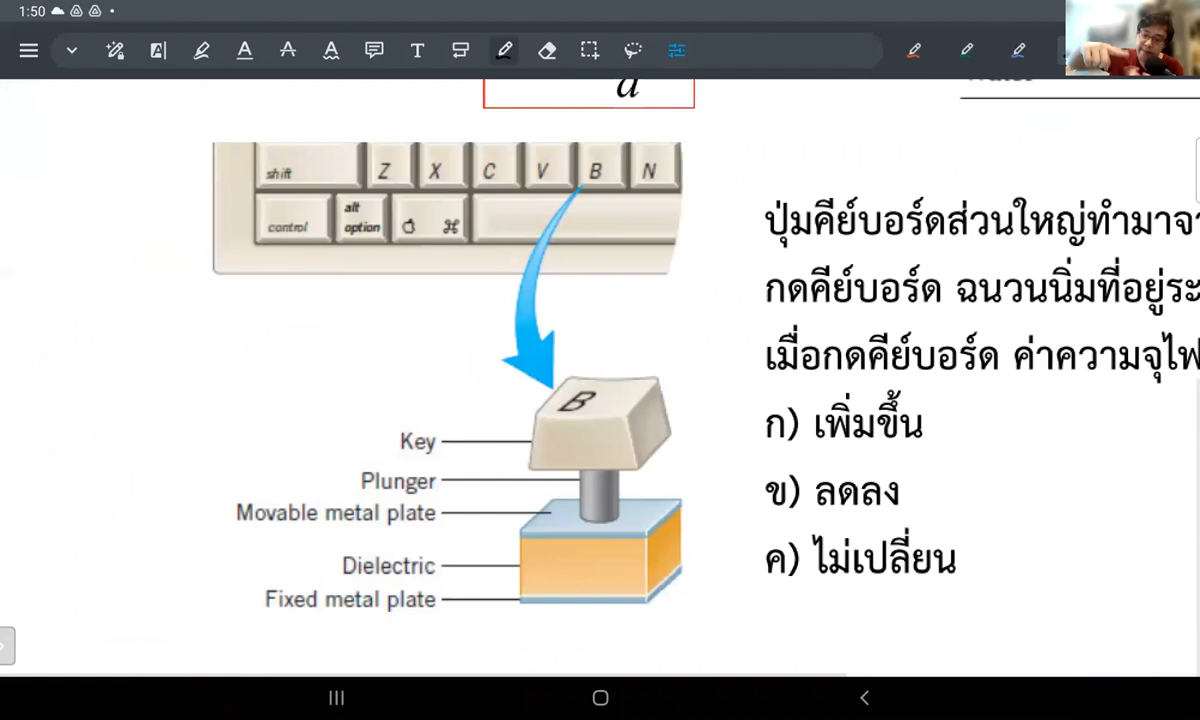 1:50
T
d
shift
Z
X
C
V
B
N
control
alt
option
⌘
B
Key
Plunger
Movable metal plate
Dielectric
Fixed metal plate
ปุ่มคีย์บอร์ดส่วนใหญ่ทำมาจา
กดคีย์บอร์ด ฉนวนนิ่มที่อยู่ระ
เมื่อกดคีย์บอร์ด ค่าความจุไฟ
ก) เพิ่มขึ้น
ข) ลดลง
ค) ไม่เปลี่ยน